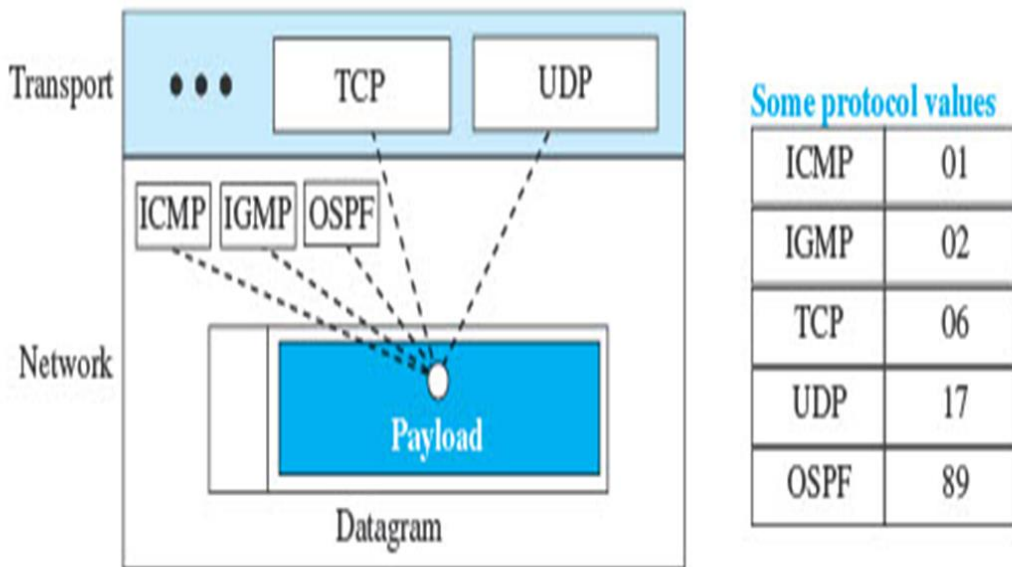 Transport
TCP
UDP
ICMP
IGMP
OSPF
Network
Payload
Datagram
Some protocol values
ICMP 01
IGMP 02
TCP 06
UDP 17
OSPF 89